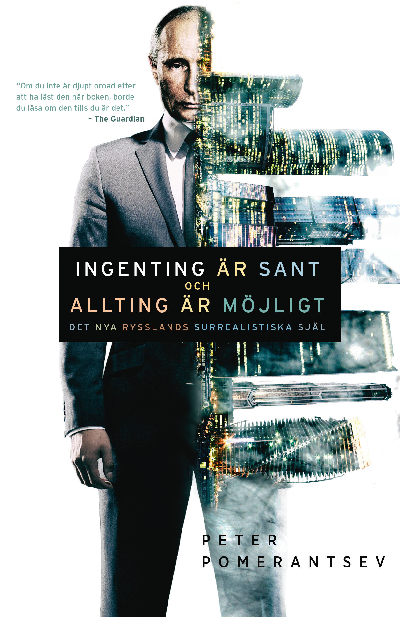 "Om du inte är djupt oroad efter
att ha läst den här boken, borde
du läsa om den tills du är det."
– The Guardian
INGENTING ÄR SANT
OCH
ALLTING ÄR MÖJLIGT
DET NYA RYSSLANDS SURREALISTISKA SJÄL
PETER
POMERANTSEV